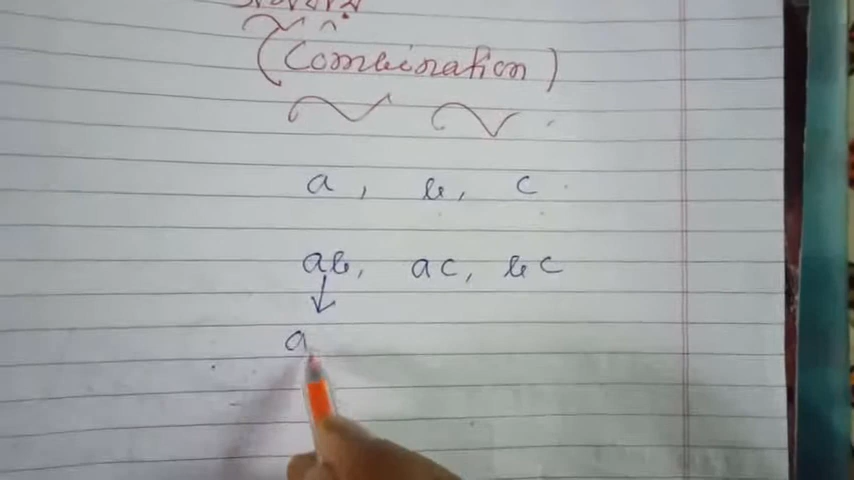 (Combination)
a, b, c
ab, ac, bc
a